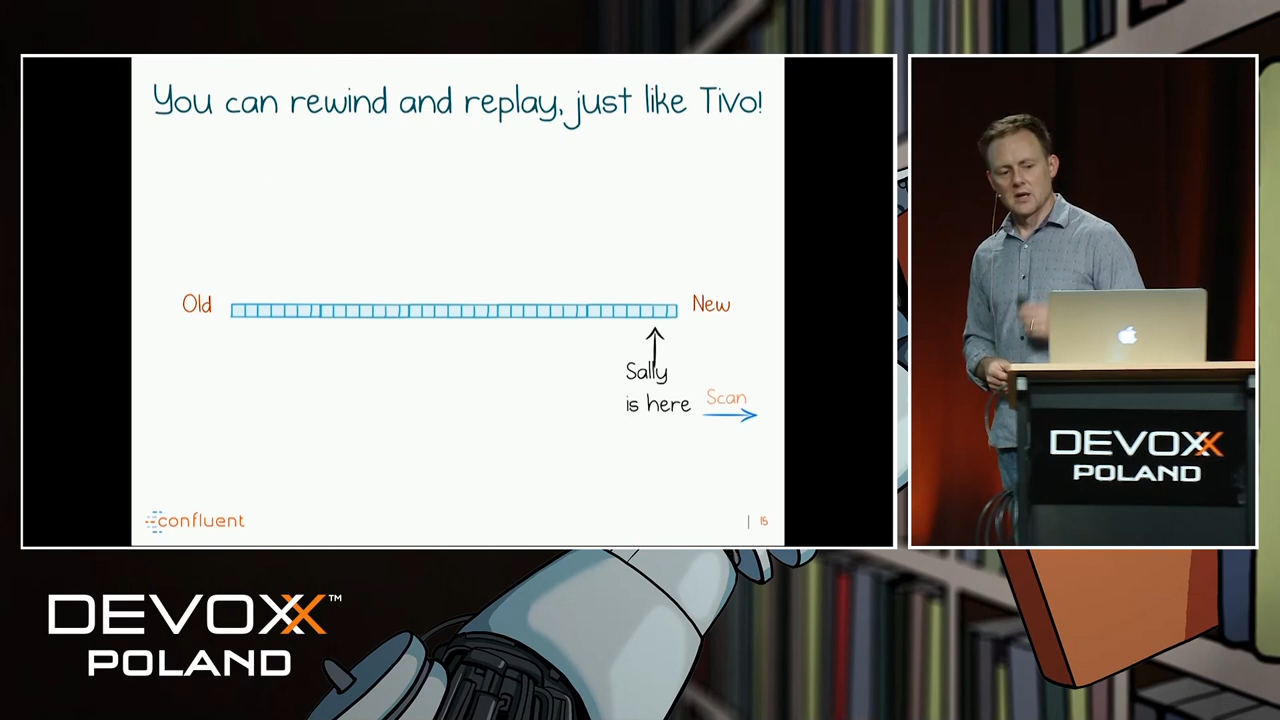 You can rewind and replay, just like Tivo!
Old
New
Sally
is here
Scan
confluent
| 15
DEVOXX
POLAND
DEVOXX™
POLAND